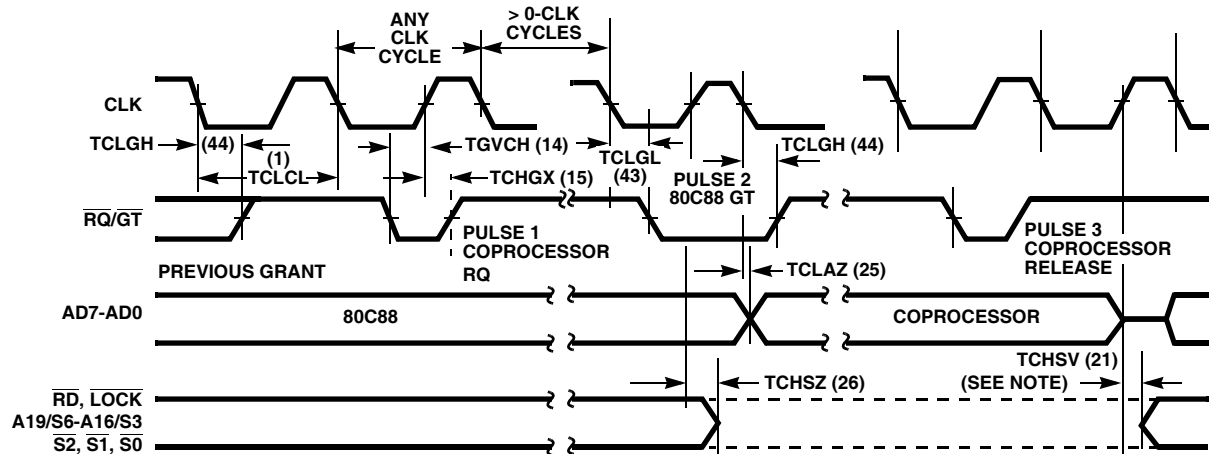 ANY
CLK
CYCLE
> 0-CLK
CYCLES
CLK
TCLGH
(44)
(1)
TCLCL
TGVCH (14)
TCHGX (15)
TCLGL
(43)
PULSE 2
80C88 GT
TCLGH (44)
RQ/GT
PREVIOUS GRANT
PULSE 1
COPROCESSOR
RQ
PULSE 3
COPROCESSOR
RELEASE
TCLAZ (25)
AD7-AD0
80C88
COPROCESSOR
TCHSZ (26)
TCHSV (21)
(SEE NOTE)
RD, LOCK
A19/S6-A16/S3
S2, S1, S0